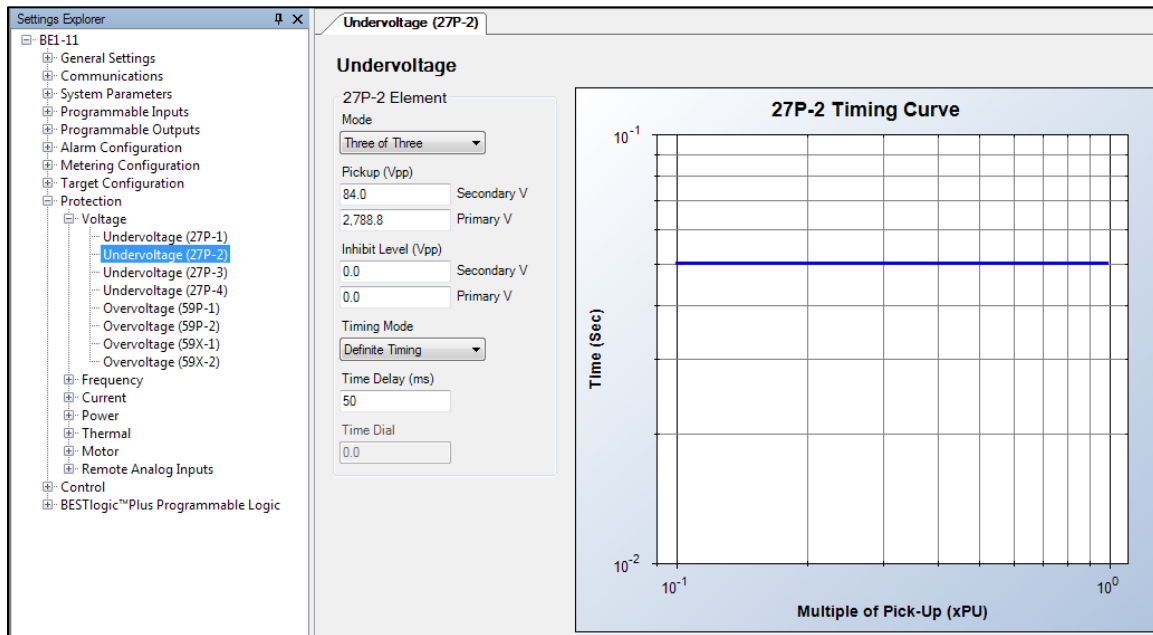 Settings Explorer
BE1-11
General Settings
Communications
System Parameters
Programmable Inputs
Programmable Outputs
Alarm Configuration
Metering Configuration
Target Configuration
Protection
Voltage
Undervoltage (27P-1)
Undervoltage (27P-2)
Undervoltage (27P-3)
Undervoltage (27P-4)
Overvoltage (59P-1)
Overvoltage (59P-2)
Overvoltage (59X-1)
Overvoltage (59X-2)
Frequency
Current
Power
Thermal
Motor
Remote Analog Inputs
Control
BESTlogic™Plus Programmable Logic
Undervoltage (27P-2)
Undervoltage
27P-2 Element
Mode
Three of Three
Pickup (Vpp)
84.0 Secondary V
2,788.8 Primary V
Inhibit Level (Vpp)
0.0 Secondary V
0.0 Primary V
Timing Mode
Definite Timing
Time Delay (ms)
50
Time Dial
0.0
27P-2 Timing Curve
10⁻¹
Time (Sec)
10⁻²
10⁻¹ 10⁰
Multiple of Pick-Up (xPU)